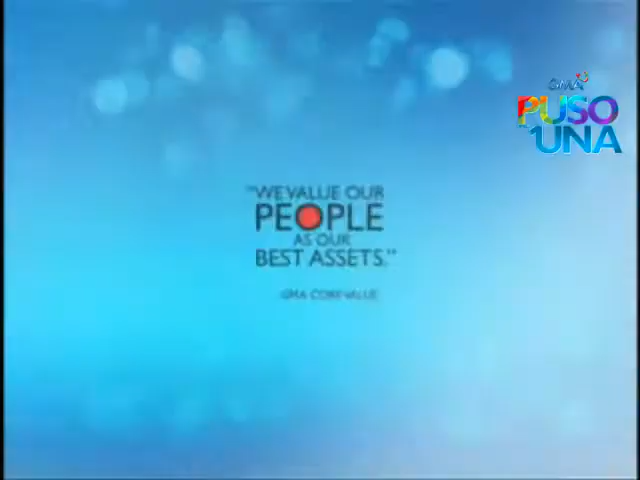 GMA
PUSO
UNA
"WE VALUE OUR
PEOPLE
AS OUR
BEST ASSETS."
GMA CORE VALUE